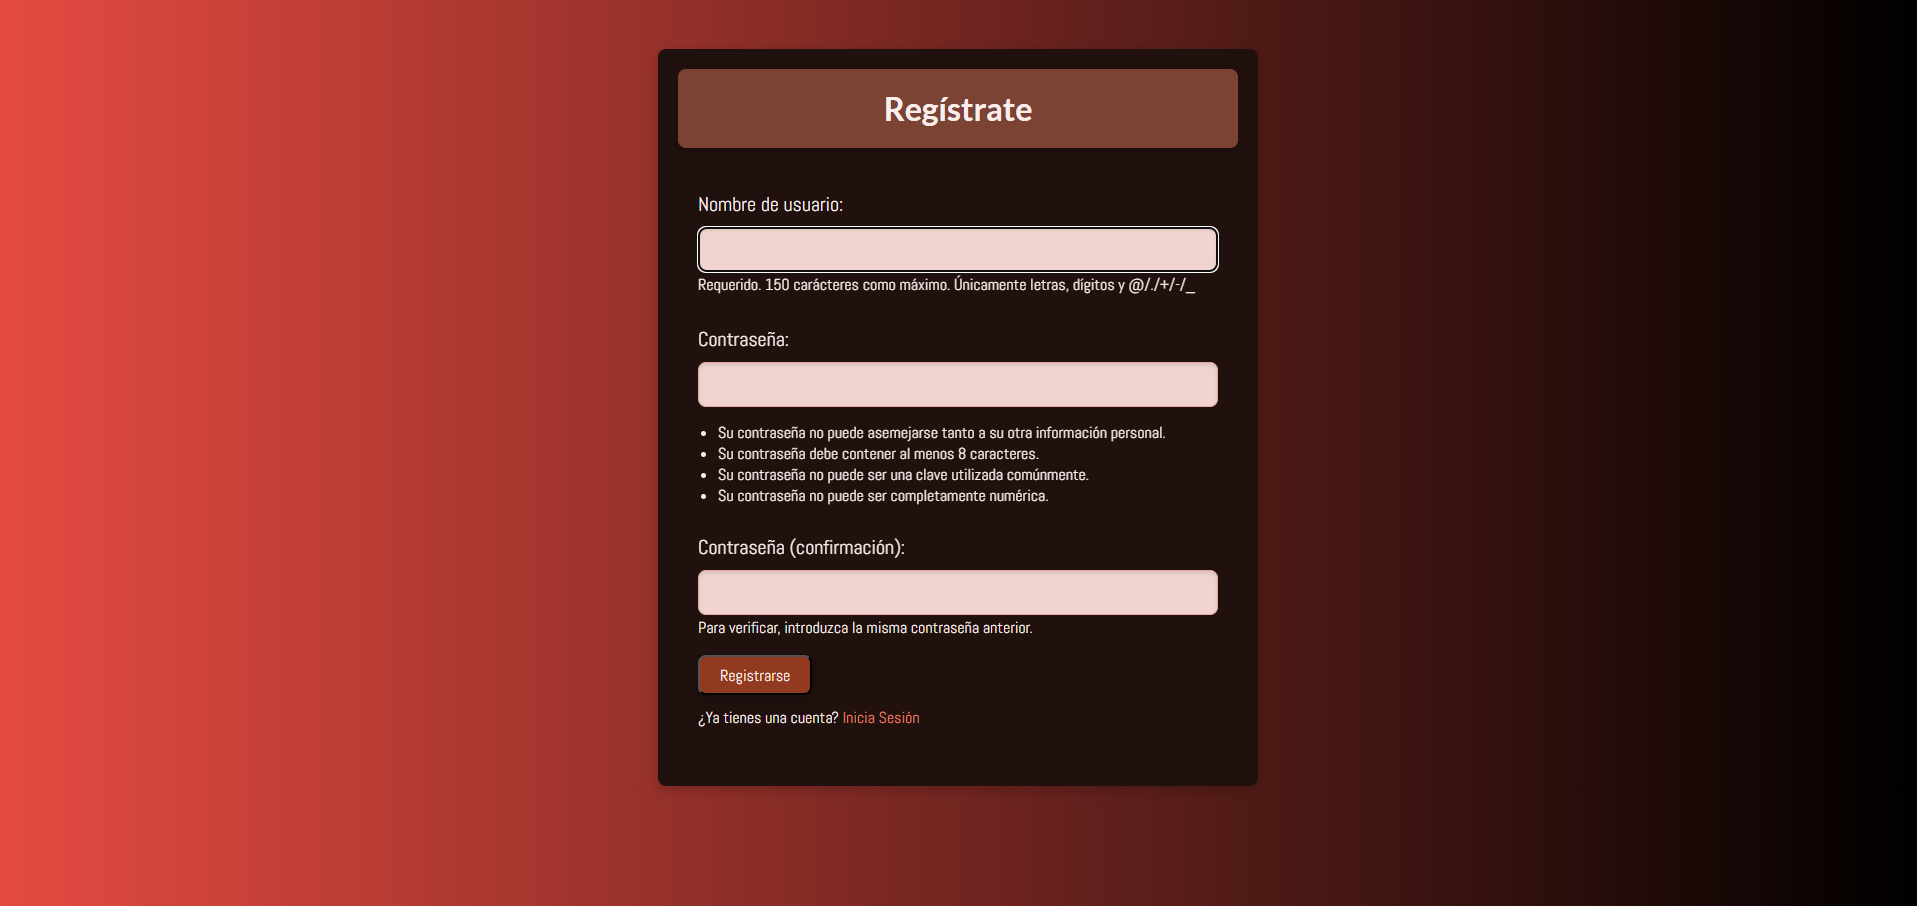 Regístrate
Nombre de usuario:
Requerido. 150 carácteres como máximo. Únicamente letras, dígitos y @/./+/-/_
Contraseña:
• Su contraseña no puede asemejarse tanto a su otra información personal.
• Su contraseña debe contener al menos 8 caracteres.
• Su contraseña no puede ser una clave utilizada comúnmente.
• Su contraseña no puede ser completamente numérica.
Contraseña (confirmación):
Para verificar, introduzca la misma contraseña anterior.
Registrarse
¿Ya tienes una cuenta? Inicia Sesión